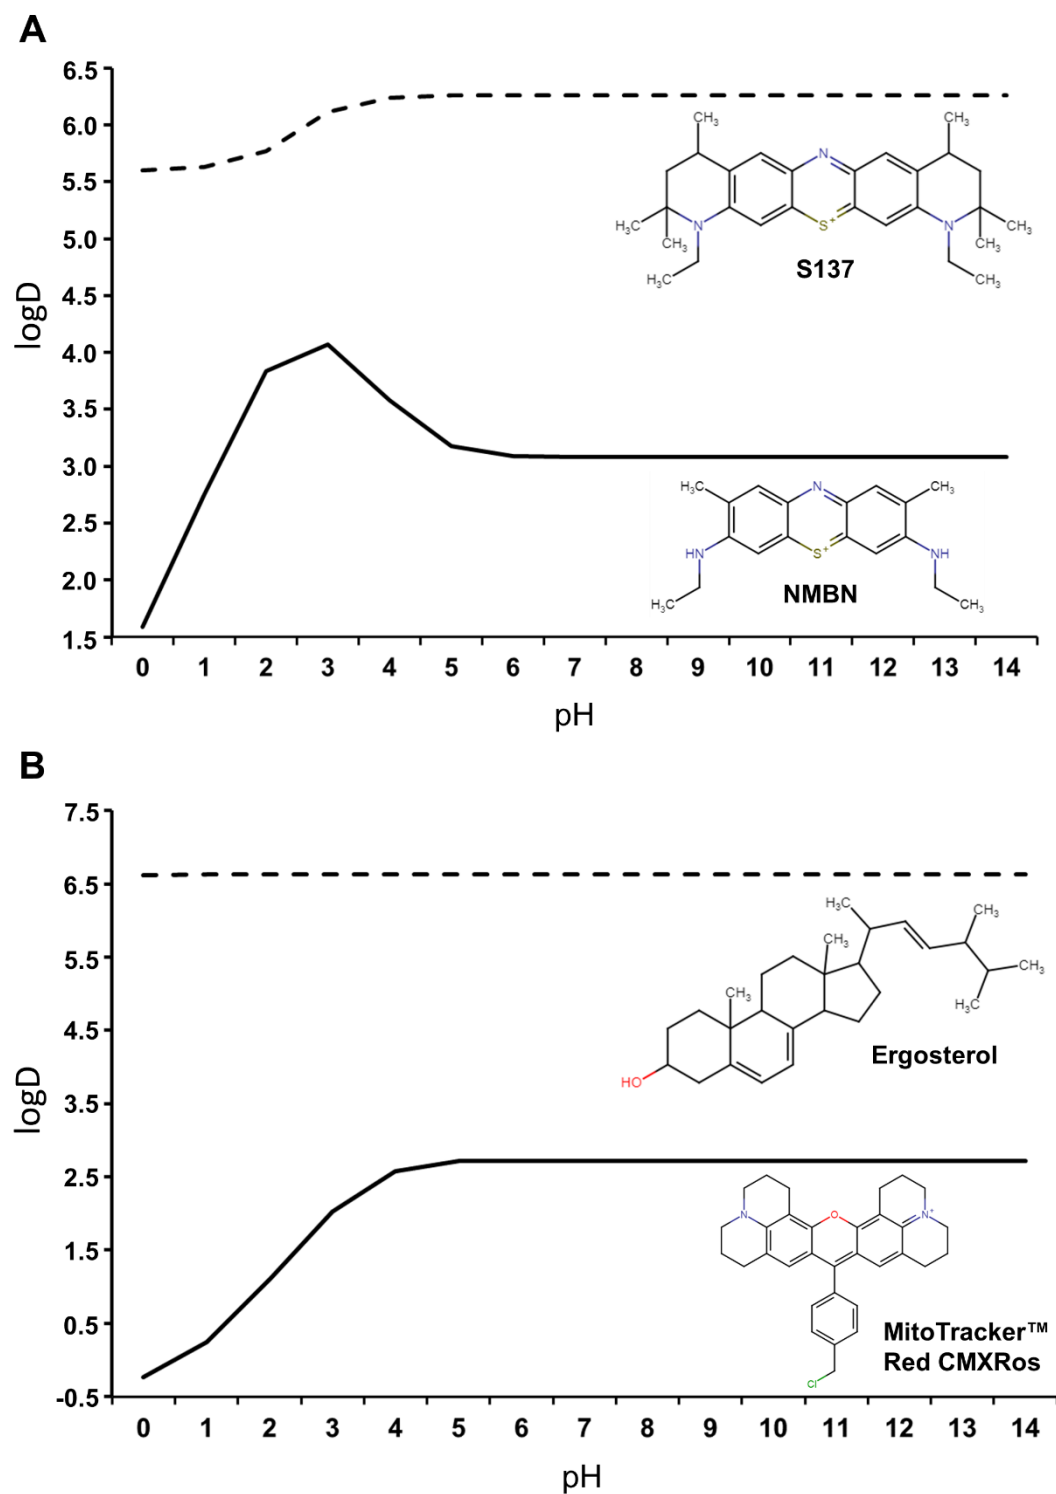 A
6.5
6.0
5.5
5.0
4.5
4.0
3.5
3.0
2.5
2.0
1.5
logD
CH₃ CH₃
N
H₃C N S⁺ N CH₃
CH₃ CH₃
H₃C CH₃
S137
H₃C N CH₃
HN S⁺ NH
H₃C CH₃
NMBN
0 1 2 3 4 5 6 7 8 9 10 11 12 13 14
pH
B
7.5
6.5
5.5
4.5
3.5
2.5
1.5
0.5
-0.5
logD
H₃C CH₃
CH₃ CH₃
CH₃ H₃C
HO
Ergosterol
N O N⁺
Cl
MitoTracker™
Red CMXRos
0 1 2 3 4 5 6 7 8 9 10 11 12 13 14
pH